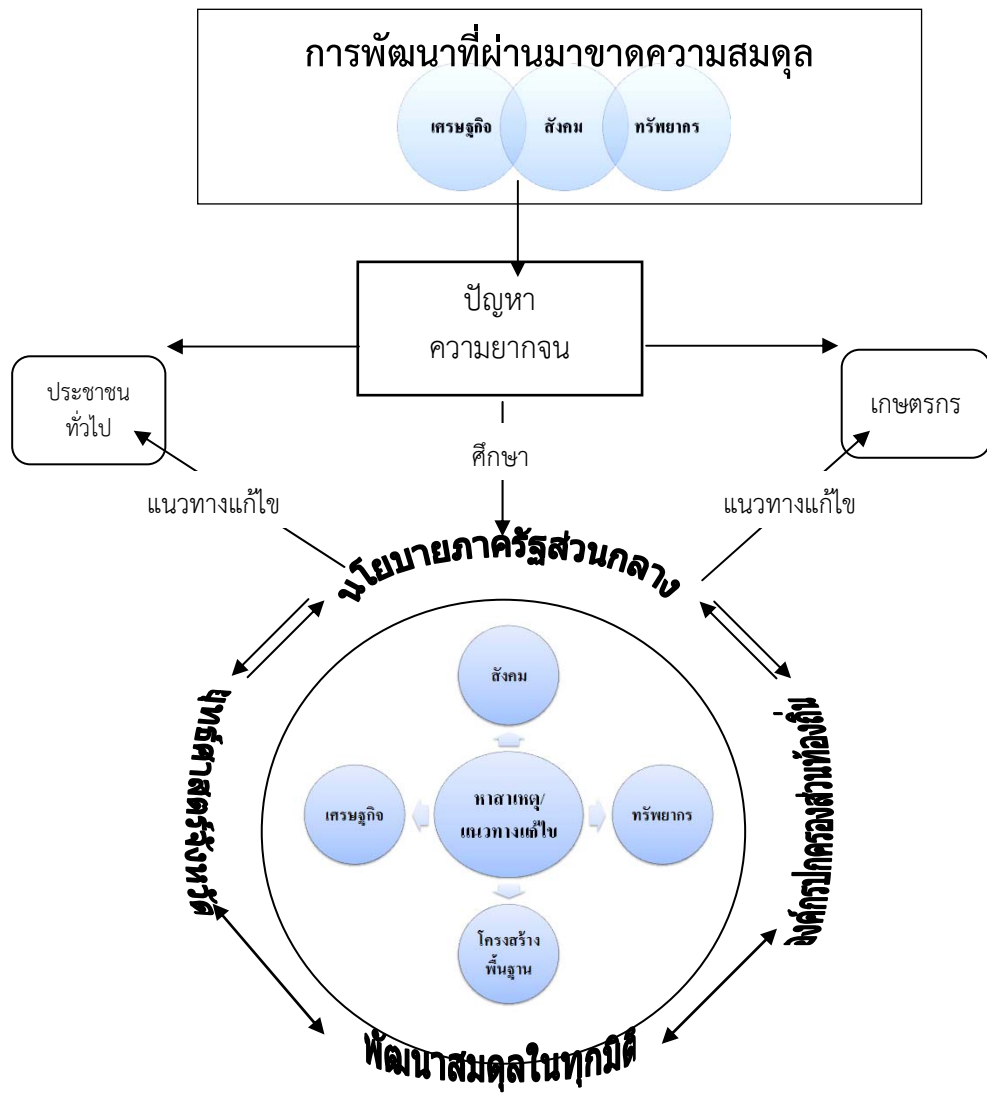 การพัฒนาที่ผ่านมาขาดความสมดุล
เศรษฐกิจ
สังคม
ทรัพยากร
ปัญหา
ความยากจน
ประชาชน
ทั่วไป
เกษตรกร
ศึกษา
แนวทางแก้ไข
แนวทางแก้ไข
นโยบายภาครัฐส่วนกลาง
สังคม
ยุทธ์ศาสตร์จังหวัด
องค์กรปกครองส่วนท้องถิ่น
เศรษฐกิจ
หาสาเหตุ/
แนวทางแก้ไข
ทรัพยากร
โครงสร้าง
พื้นฐาน
พัฒนาสมดุลในทุกมิติ